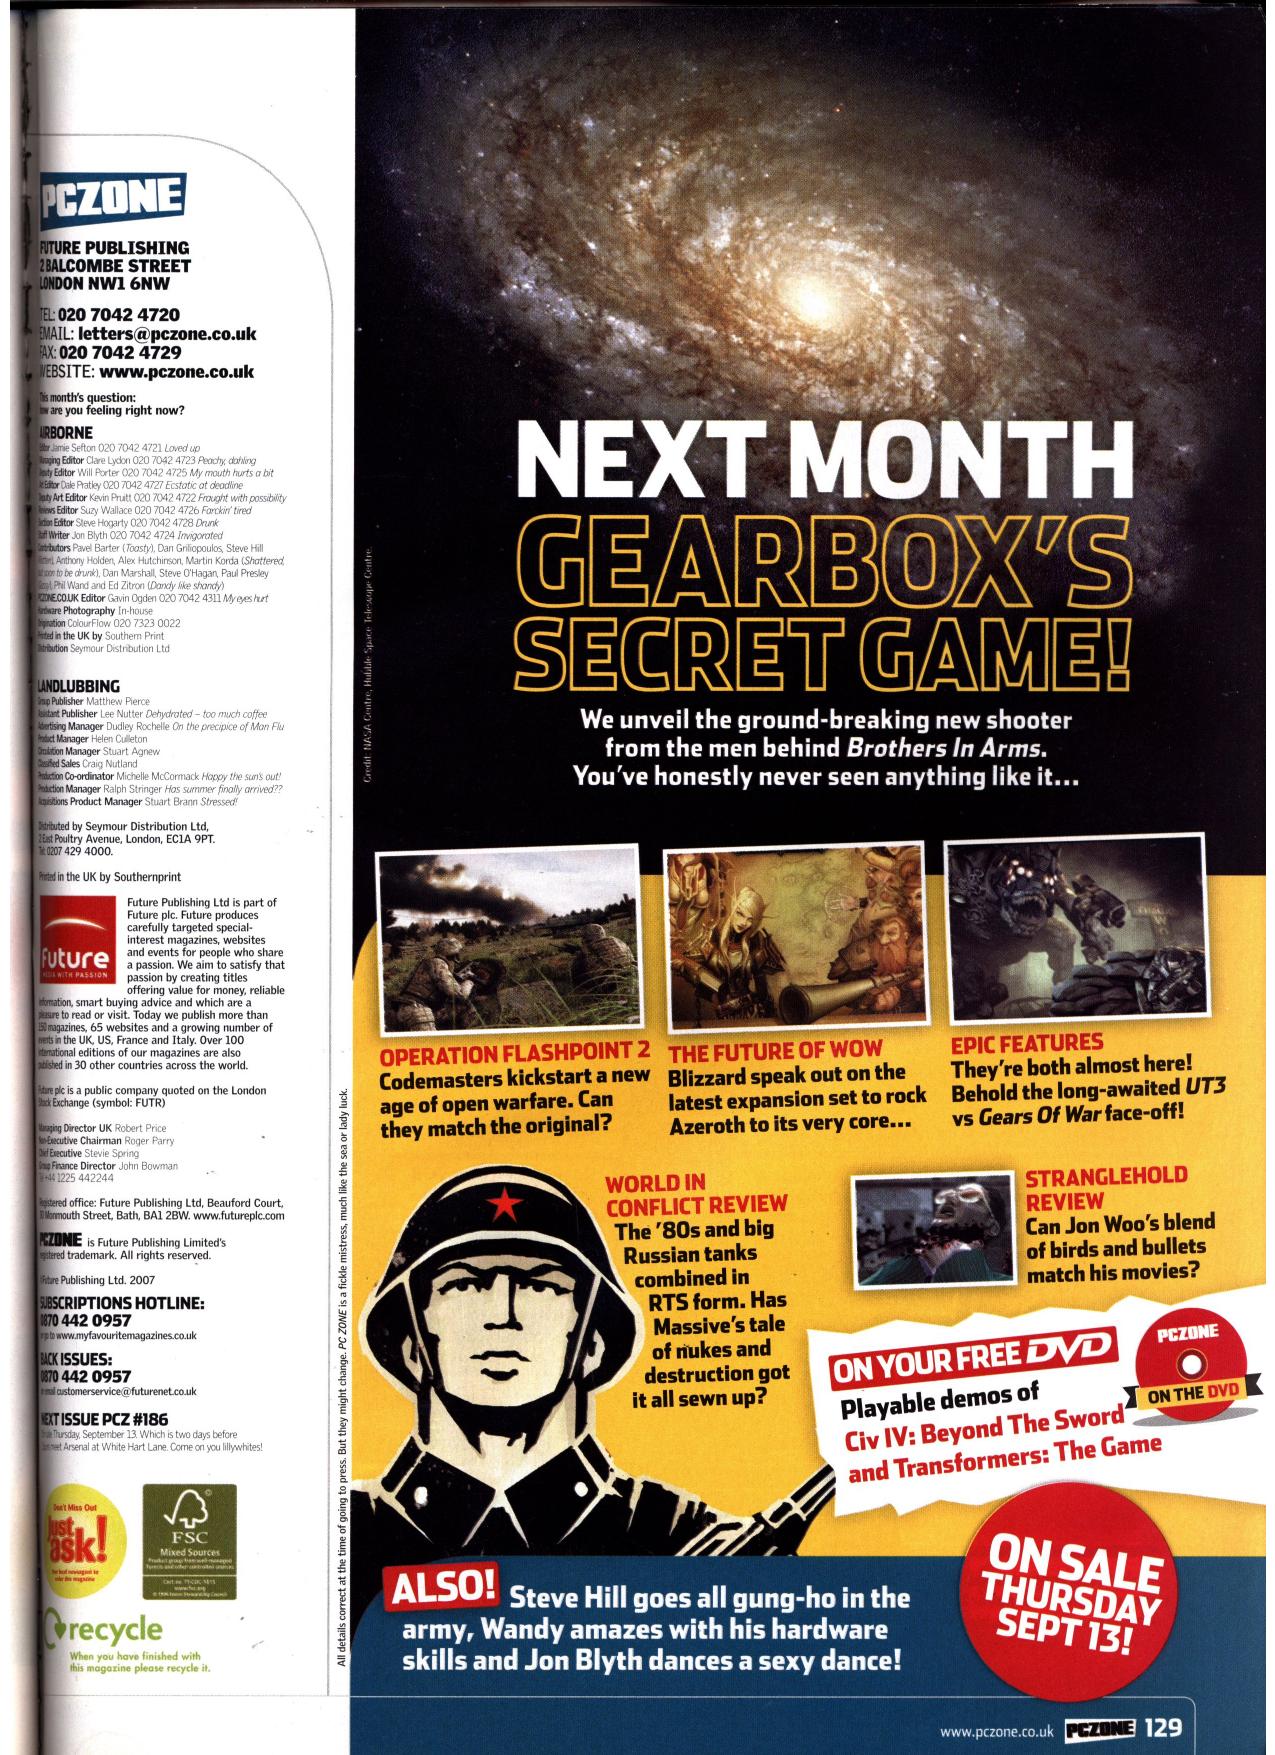 PCZONE
FUTURE PUBLISHING
2 BALCOMBE STREET
LONDON NW1 6NW
TEL: 020 7042 4720
EMAIL: letters@pczone.co.uk
FAX: 020 7042 4729
WEBSITE: www.pczone.co.uk
This month's question:
How are you feeling right now?
AIRBORNE
Editor Jamie Sefton 020 7042 4721 Loved up
Managing Editor Clare Lydon 020 7042 4723 Peachy, dahling
Deputy Editor Will Porter 020 7042 4725 My mouth hurts a bit
Art Editor Dale Pratley 020 7042 4727 Ecstatic at deadline
Deputy Art Editor Kevin Pruitt 020 7042 4722 Fraught with possibility
Reviews Editor Suzy Wallace 020 7042 4726 Farckin' tired
Section Editor Steve Hogarty 020 7042 4728 Drunk
Staff Writer Jon Blyth 020 7042 4724 Invigorated
Contributors Pavel Barter (Toasty), Dan Griliopoulos, Steve Hill
Anthony Holden, Alex Hutchinson, Martin Korda (Shattered,
soon to be drunk), Dan Marshall, Steve O'Hagan, Paul Presley
Phil Wand and Ed Zitron (Dandy like shandy)
PCZONE.CO.UK Editor Gavin Ogden 020 7042 4311 My eyes hurt
Hardware Photography In-house
Origination ColourFlow 020 7323 0022
Printed in the UK by Southern Print
Distribution Seymour Distribution Ltd
LANDLUBBING
Group Publisher Matthew Pierce
Assistant Publisher Lee Nutter Dehydrated – too much coffee
Advertising Manager Dudley Rochelle On the precipice of Man Flu
Product Manager Helen Culleton
Circulation Manager Stuart Agnew
Classified Sales Craig Nutland
Production Co-ordinator Michelle McCormack Happy the sun's out!
Production Manager Ralph Stringer Has summer finally arrived??
Acquisitions Product Manager Stuart Brann Stressed!
Distributed by Seymour Distribution Ltd,
2 East Poultry Avenue, London, EC1A 9PT.
Tel: 0207 429 4000.
Printed in the UK by Southernprint
Future
MEDIA WITH PASSION
Future Publishing Ltd is part of
Future plc. Future produces
carefully targeted special-
interest magazines, websites
and events for people who share
a passion. We aim to satisfy that
passion by creating titles
offering value for money, reliable
information, smart buying advice and which are a
pleasure to read or visit. Today we publish more than
150 magazines, 65 websites and a growing number of
events in the UK, US, France and Italy. Over 100
international editions of our magazines are also
published in 30 other countries across the world.
Future plc is a public company quoted on the London
Stock Exchange (symbol: FUTR)
Managing Director UK Robert Price
Non-Executive Chairman Roger Parry
Chief Executive Stevie Spring
Group Finance Director John Bowman
Tel +44 1225 442244
Registered office: Future Publishing Ltd, Beauford Court,
30 Monmouth Street, Bath, BA1 2BW. www.futureplc.com
PCZONE is Future Publishing Limited's
registered trademark. All rights reserved.
Future Publishing Ltd. 2007
SUBSCRIPTIONS HOTLINE:
0870 442 0957
or go to www.myfavouritemagazines.co.uk
BACK ISSUES:
0870 442 0957
or email customerservice@futurenet.co.uk
NEXT ISSUE PCZ #186
Thursday, September 13. Which is two days before
meet Arsenal at White Hart Lane. Come on you lillywhites!
Don't Miss Out
Just
ask!
FSC
Mixed Sources
Product group from well-managed
forests and other controlled sources
www.fsc.org
© 1996 Forest Stewardship Council
recycle
When you have finished with
this magazine please recycle it.
All details correct at the time of going to press. But they might change. PC ZONE is a fickle mistress, much like the sea or lady luck.
Credit: NASA Centre, Hubble Space Telescope Centre.
NEXT MONTH
GEARBOX'S
SECRET GAME!
We unveil the ground-breaking new shooter
from the men behind Brothers In Arms.
You've honestly never seen anything like it...
OPERATION FLASHPOINT 2
Codemasters kickstart a new
age of open warfare. Can
they match the original?
THE FUTURE OF WOW
Blizzard speak out on the
latest expansion set to rock
Azeroth to its very core...
EPIC FEATURES
They're both almost here!
Behold the long-awaited UT3
vs Gears Of War face-off!
WORLD IN
CONFLICT REVIEW
The '80s and big
Russian tanks
combined in
RTS form. Has
Massive's tale
of nukes and
destruction got
it all sewn up?
STRANGLEHOLD
REVIEW
Can Jon Woo's blend
of birds and bullets
match his movies?
ON YOUR FREE DVD
Playable demos of
Civ IV: Beyond The Sword
and Transformers: The Game
PCZONE
ON THE DVD
ON SALE
THURSDAY
SEPT 13!
ALSO! Steve Hill goes all gung-ho in the
army, Wandy amazes with his hardware
skills and Jon Blyth dances a sexy dance!
www.pczone.co.uk PCZONE 129